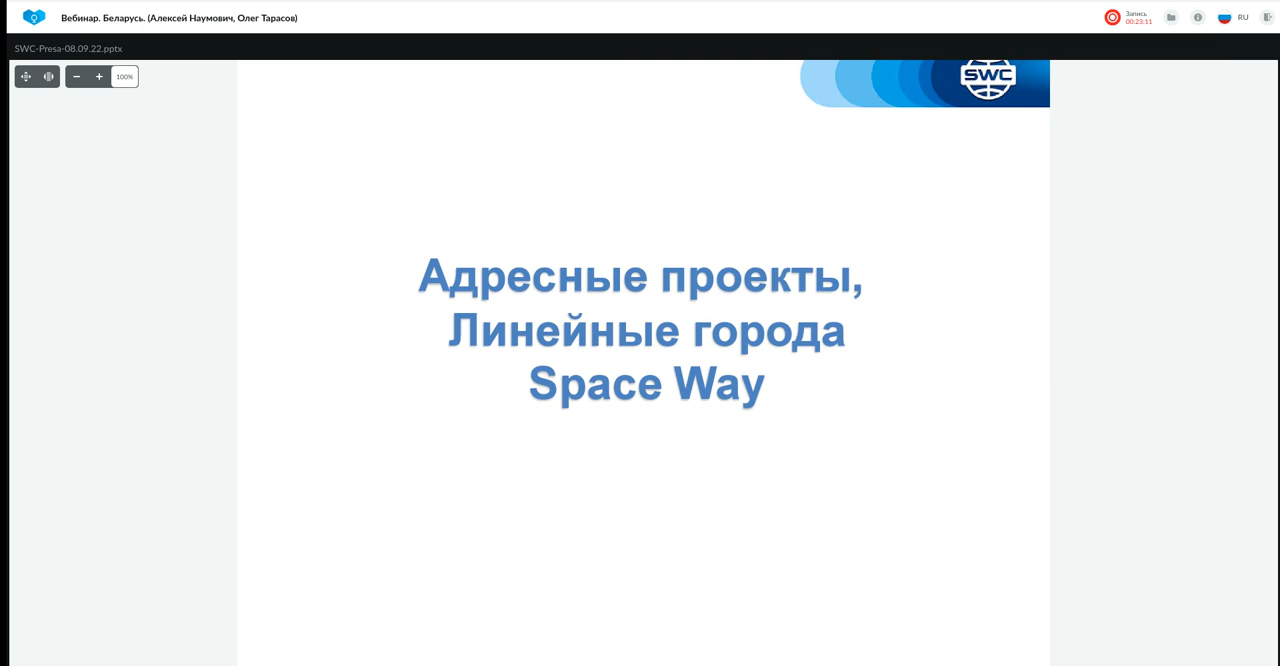 Вебинар. Беларусь. (Алексей Наумович, Олег Тарасов)
Запись
00:23:11
RU
SWC-Presa-08.09.22.pptx
100%
SWC
Адресные проекты,
Линейные города
Space Way